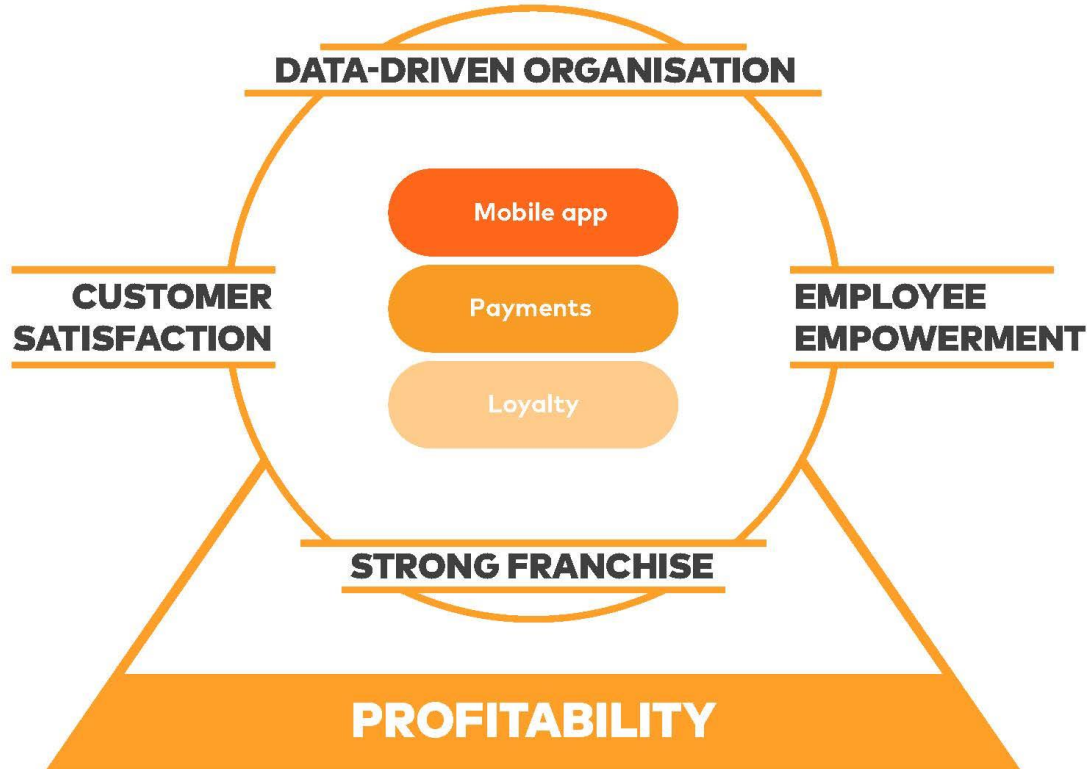 DATA-DRIVEN ORGANISATION
Mobile app
CUSTOMER
SATISFACTION
Payments
EMPLOYEE
EMPOWERMENT
Loyalty
STRONG FRANCHISE
PROFITABILITY